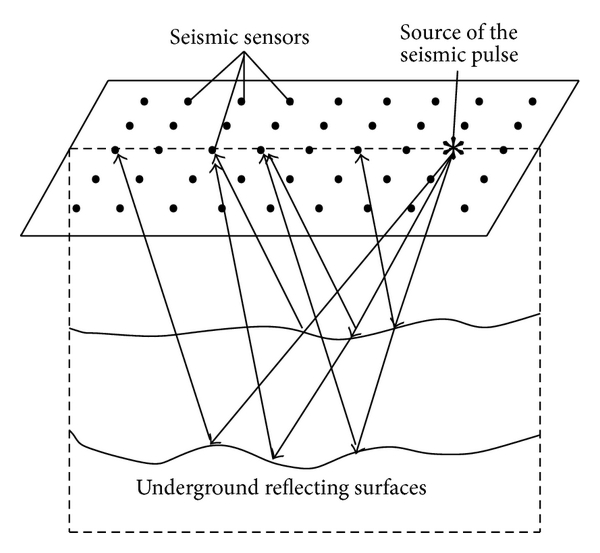 Seismic sensors
Source of the
seismic pulse
Underground reflecting surfaces